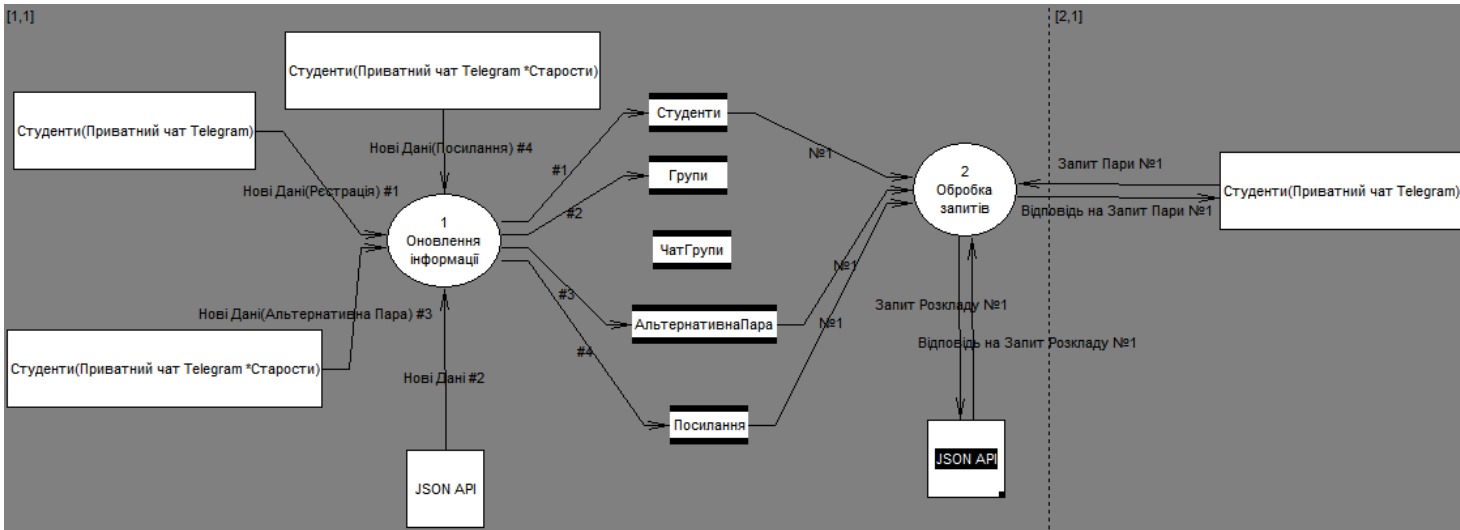 [1,1]
[2,1]
Студенти(Приватний чат Telegram *Старости)
Студенти(Приватний чат Telegram)
Нові Дані(Посилання) #4
Нові Дані(Рєстрація) #1
1
Оновлення
інформації
Нові Дані(Альтернативна Пара) #3
Студенти(Приватний чат Telegram *Старости)
Нові Дані #2
JSON API
#1
#2
#3
#4
Студенти
Групи
ЧатГрупи
АльтернативнаПара
Посилання
№1
№1
№1
2
Обробка
запитів
Запит Пари №1
Відповідь на Запит Пари №1
Студенти(Приватний чат Telegram)
Запит Розкладу №1
Відповідь на Запит Розкладу №1
JSON API